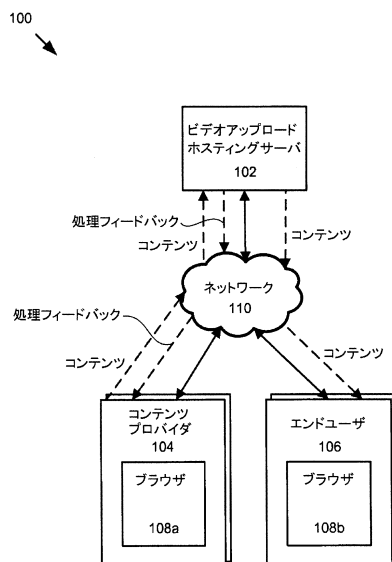 100
ビデオアップロード
ホスティングサーバ
102
処理フィードバック
コンテンツ
コンテンツ
ネットワーク
110
処理フィードバック
コンテンツ
コンテンツ
コンテンツ
プロバイダ
104
ブラウザ
108a
エンドユーザ
106
ブラウザ
108b